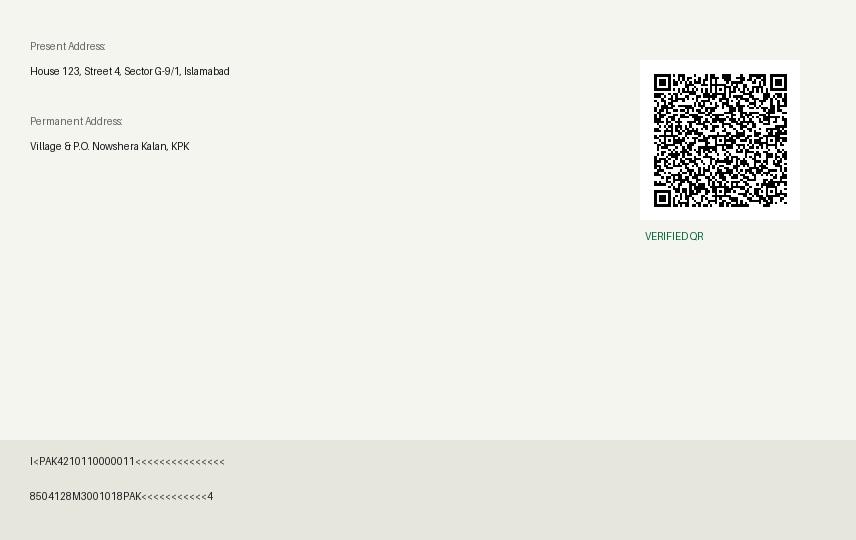 Present Address:
House 123, Street 4, Sector G-9/1, Islamabad
Permanent Address:
Village & P.O. Nowshera Kalan, KPK
VERIFIED QR
I<PAK4210110000011<<<<<<<<<<<<<<<
8504128M3001018PAK<<<<<<<<<<<4